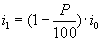 i₁ = (1 − P/100) · i₀